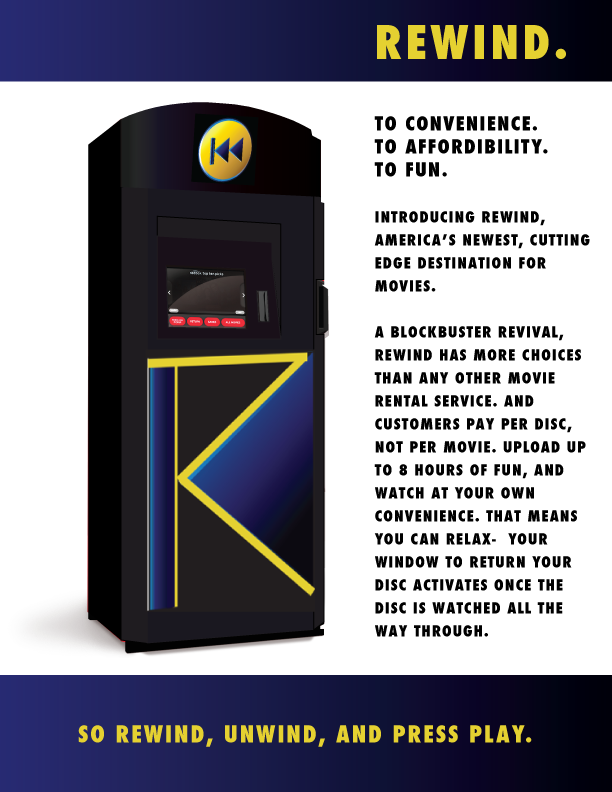 REWIND.
TO CONVENIENCE.
TO AFFORDIBILITY.
TO FUN.
INTRODUCING REWIND,
AMERICA'S NEWEST, CUTTING
EDGE DESTINATION FOR
MOVIES.
A BLOCKBUSTER REVIVAL,
REWIND HAS MORE CHOICES
THAN ANY OTHER MOVIE
RENTAL SERVICE. AND
CUSTOMERS PAY PER DISC,
NOT PER MOVIE. UPLOAD UP
TO 8 HOURS OF FUN, AND
WATCH AT YOUR OWN
CONVENIENCE. THAT MEANS
YOU CAN RELAX- YOUR
WINDOW TO RETURN YOUR
DISC ACTIVATES ONCE THE
DISC IS WATCHED ALL THE
WAY THROUGH.
SO REWIND, UNWIND, AND PRESS PLAY.